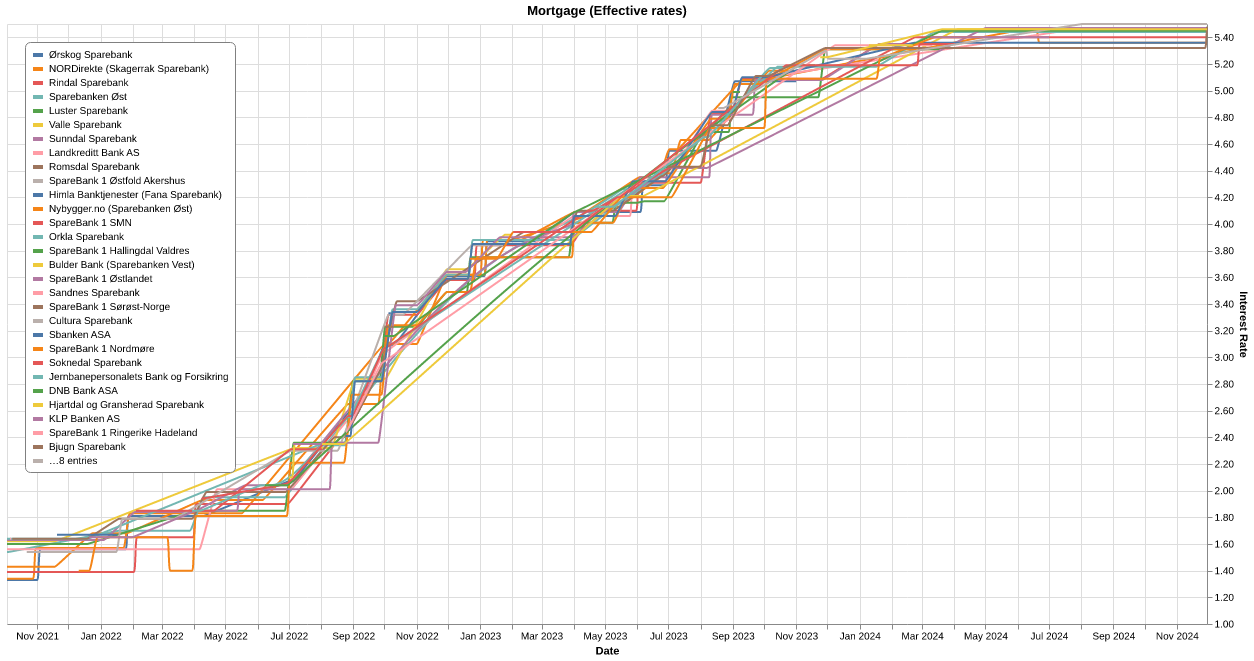 Mortgage (Effective rates)
Ørskog Sparebank
NORDirekte (Skagerrak Sparebank)
Rindal Sparebank
Sparebanken Øst
Luster Sparebank
Valle Sparebank
Sunndal Sparebank
Landkreditt Bank AS
Romsdal Sparebank
SpareBank 1 Østfold Akershus
Himla Banktjenester (Fana Sparebank)
Nybygger.no (Sparebanken Øst)
SpareBank 1 SMN
Orkla Sparebank
SpareBank 1 Hallingdal Valdres
Bulder Bank (Sparebanken Vest)
SpareBank 1 Østlandet
Sandnes Sparebank
SpareBank 1 Sørøst-Norge
Cultura Sparebank
Sbanken ASA
SpareBank 1 Nordmøre
Soknedal Sparebank
Jernbanepersonalets Bank og Forsikring
DNB Bank ASA
Hjartdal og Gransherad Sparebank
KLP Banken AS
SpareBank 1 Ringerike Hadeland
Bjugn Sparebank
…8 entries
5.40
5.20
5.00
4.80
4.60
4.40
4.20
4.00
3.80
3.60
3.40
3.20
3.00
2.80
2.60
2.40
2.20
2.00
1.80
1.60
1.40
1.20
1.00
Interest Rate
Nov 2021 Jan 2022 Mar 2022 May 2022 Jul 2022 Sep 2022 Nov 2022 Jan 2023 Mar 2023 May 2023 Jul 2023 Sep 2023 Nov 2023 Jan 2024 Mar 2024 May 2024 Jul 2024 Sep 2024 Nov 2024
Date